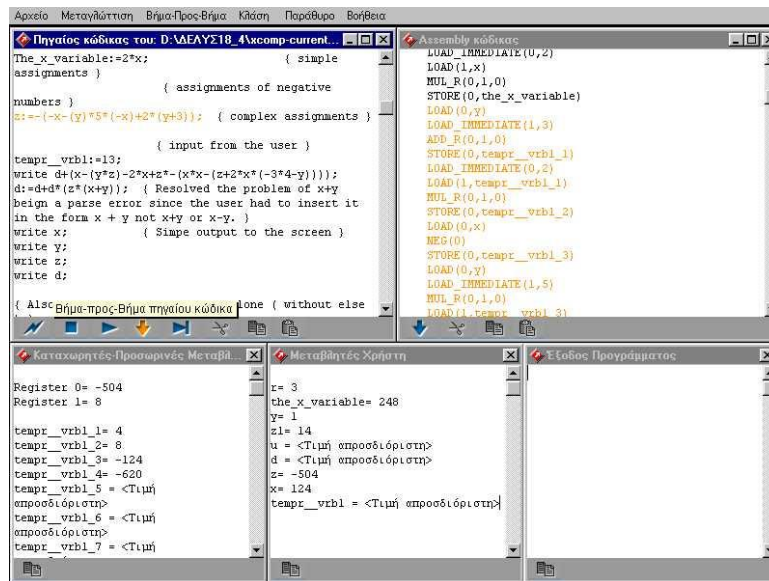 Αρχείο Μεταγλώττιση Βήμα-Προς-Βήμα Κλάση Παράθυρο Βοήθεια
Πηγαίος κώδικας του: D:\ΔΕΛΥΣ18_4\xcomp-current...
The_x_variable:=2*x; { simple
assignments }
{ assignments of negative
numbers }
z:=-(-x-(y)*5*(-x)+2*(y+3)); { complex assignments }
{ input from the user }
tempr_vrbl:=13;
write d+(x-(y*z)-2*x+z*-(x*x-(z+2*x*(-3*4-y))));
d:=d+d*(z*(x+y)); { Resolved the problem of x+y
beign a parse error since the user had to insert it
in the form x + y not x+y or x-y. }
write x; { Simpe output to the screen }
write y;
write z;
write d;
{ Also lone ( without else
Βήμα-προς-Βήμα πηγαίου κώδικα
Assembly κώδικας
LOAD_IMMEDIATE(0,2)
LOAD(1,x)
MUL_R(0,1,0)
STORE(0,the_x_variable)
LOAD(0,y)
LOAD_IMMEDIATE(1,3)
ADD_R(0,1,0)
STORE(0,tempr__vrbl_1)
LOAD_IMMEDIATE(0,2)
LOAD(1,tempr__vrbl_1)
MUL_R(0,1,0)
STORE(0,tempr__vrbl_2)
LOAD(0,x)
NEG(0)
STORE(0,tempr__vrbl_3)
LOAD(0,y)
LOAD_IMMEDIATE(1,5)
MUL_R(0,1,0)
LOAD(1,tempr__vrbl_3)
Καταχωρητές-Προσωρινές Μεταβλ...
Register 0= -504
Register 1= 8
tempr__vrbl_1= 4
tempr__vrbl_2= 8
tempr__vrbl_3= -124
tempr__vrbl_4= -620
tempr__vrbl_5 = <Τιμή
απροσδιόριστη>
tempr__vrbl_6 = <Τιμή
απροσδιόριστη>
tempr__vrbl_7 = <Τιμή
Μεταβλητές Χρήστη
r= 3
the_x_variable= 248
y= 1
z1= 14
u = <Τιμή απροσδιόριστη>
d = <Τιμή απροσδιόριστη>
z= -504
x= 124
tempr__vrbl = <Τιμή απροσδιόριστη>
Έξοδος Προγράμματος